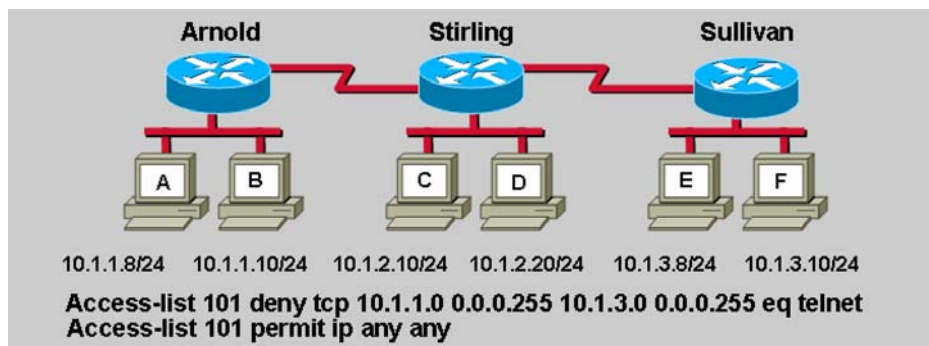 Arnold Stirling Sullivan
A B C D E F
10.1.1.8/24 10.1.1.10/24 10.1.2.10/24 10.1.2.20/24 10.1.3.8/24 10.1.3.10/24
Access-list 101 deny tcp 10.1.1.0 0.0.0.255 10.1.3.0 0.0.0.255 eq telnet
Access-list 101 permit ip any any